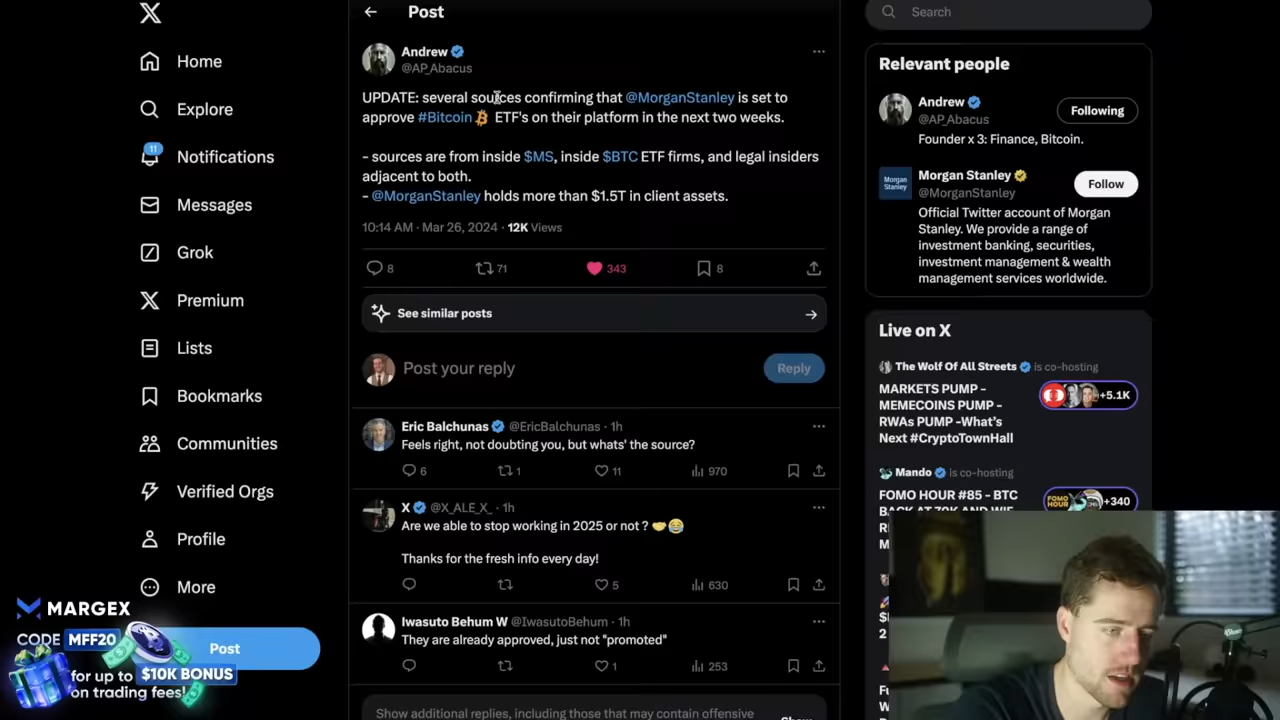 Home
Explore
11
Notifications
Messages
Grok
Premium
Lists
Bookmarks
Communities
Verified Orgs
Profile
More
Post
MARGEX
CODE MFF20
for up to $10K BONUS
on trading fees!
Post
Andrew
@AP_Abacus
UPDATE: several sources confirming that @MorganStanley is set to
approve #Bitcoin ETF's on their platform in the next two weeks.
- sources are from inside $MS, inside $BTC ETF firms, and legal insiders
adjacent to both.
- @MorganStanley holds more than $1.5T in client assets.
10:14 AM · Mar 26, 2024 · 12K Views
8 71 343 8
See similar posts
Post your reply
Reply
Eric Balchunas @EricBalchunas · 1h
Feels right, not doubting you, but whats' the source?
6 1 11 970
X @X_ALE_X_ · 1h
Are we able to stop working in 2025 or not ? 🤝😂
Thanks for the fresh info every day!
5 630
Iwasuto Behum W @IwasutoBehum · 1h
They are already approved, just not "promoted"
1 253
Show additional replies, including those that may contain offensive
Show
Search
Relevant people
Andrew
@AP_Abacus
Following
Founder x 3: Finance, Bitcoin.
Morgan Stanley
Morgan Stanley
@MorganStanley
Follow
Official Twitter account of Morgan
Stanley. We provide a range of
investment banking, securities,
investment management & wealth
management services worldwide.
Live on X
The Wolf Of All Streets is co-hosting
MARKETS PUMP -
MEMECOINS PUMP -
RWAs PUMP -What's
Next #CryptoTownHall
+5.1K
Mando is co-hosting
FOMO HOUR #85 - BTC
BACK AT 70K AND WIF
+340